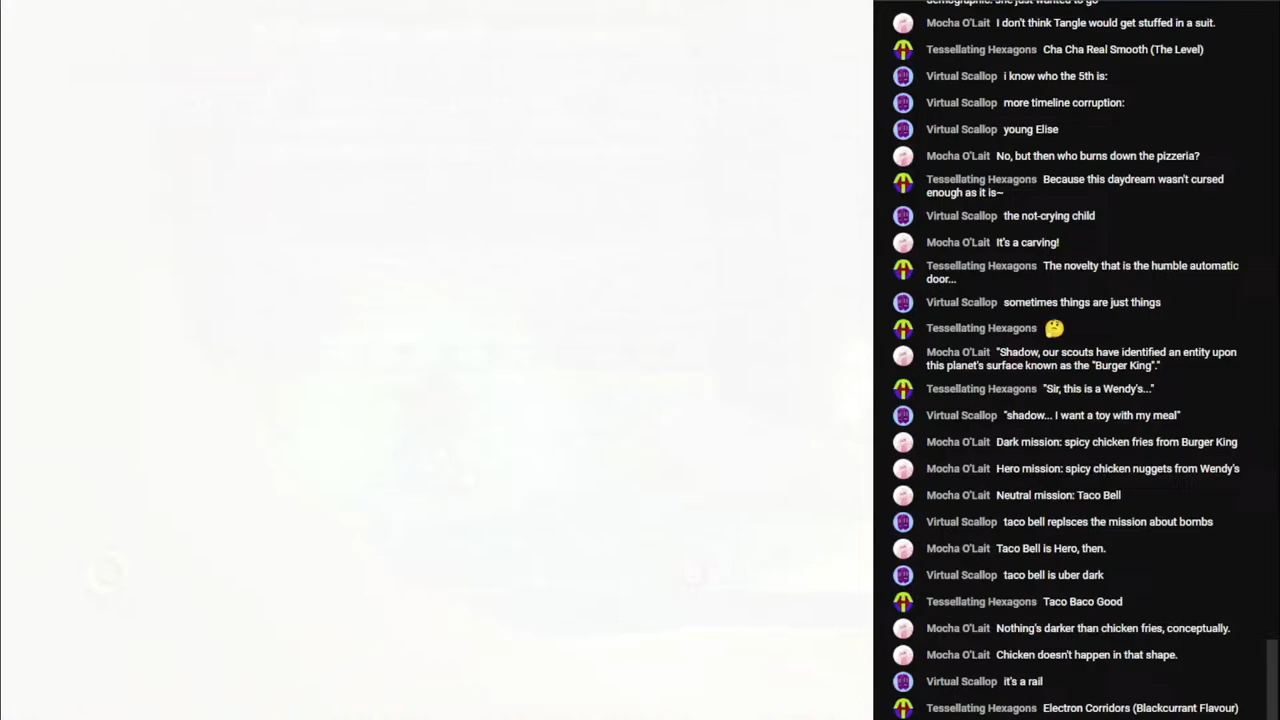 demographic. she just wanted to go
Mocha O'Lait I don't think Tangle would get stuffed in a suit.
Tessellating Hexagons Cha Cha Real Smooth (The Level)
Virtual Scallop i know who the 5th is:
Virtual Scallop more timeline corruption:
Virtual Scallop young Elise
Mocha O'Lait No, but then who burns down the pizzeria?
Tessellating Hexagons Because this daydream wasn't cursed
enough as it is~
Virtual Scallop the not-crying child
Mocha O'Lait It's a carving!
Tessellating Hexagons The novelty that is the humble automatic
door...
Virtual Scallop sometimes things are just things
Tessellating Hexagons 🤔
Mocha O'Lait "Shadow, our scouts have identified an entity upon
this planet's surface known as the "Burger King"."
Tessellating Hexagons "Sir, this is a Wendy's..."
Virtual Scallop "shadow... I want a toy with my meal"
Mocha O'Lait Dark mission: spicy chicken fries from Burger King
Mocha O'Lait Hero mission: spicy chicken nuggets from Wendy's
Mocha O'Lait Neutral mission: Taco Bell
Virtual Scallop taco bell replsces the mission about bombs
Mocha O'Lait Taco Bell is Hero, then.
Virtual Scallop taco bell is uber dark
Tessellating Hexagons Taco Baco Good
Mocha O'Lait Nothing's darker than chicken fries, conceptually.
Mocha O'Lait Chicken doesn't happen in that shape.
Virtual Scallop it's a rail
Tessellating Hexagons Electron Corridors (Blackcurrant Flavour)